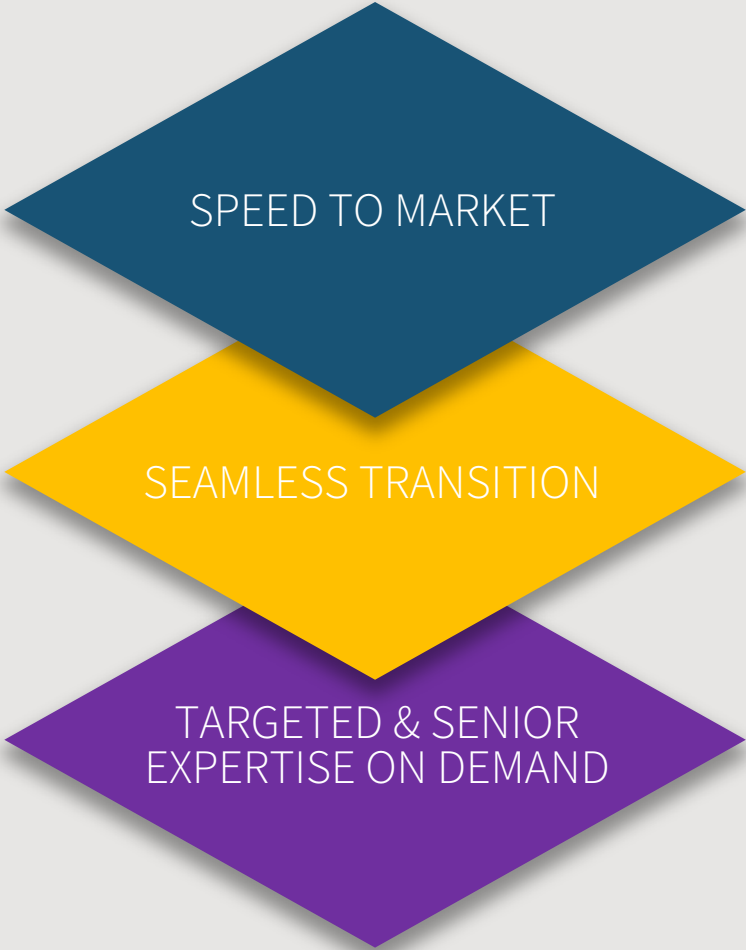 SPEED TO MARKET
SEAMLESS TRANSITION
TARGETED & SENIOR
EXPERTISE ON DEMAND